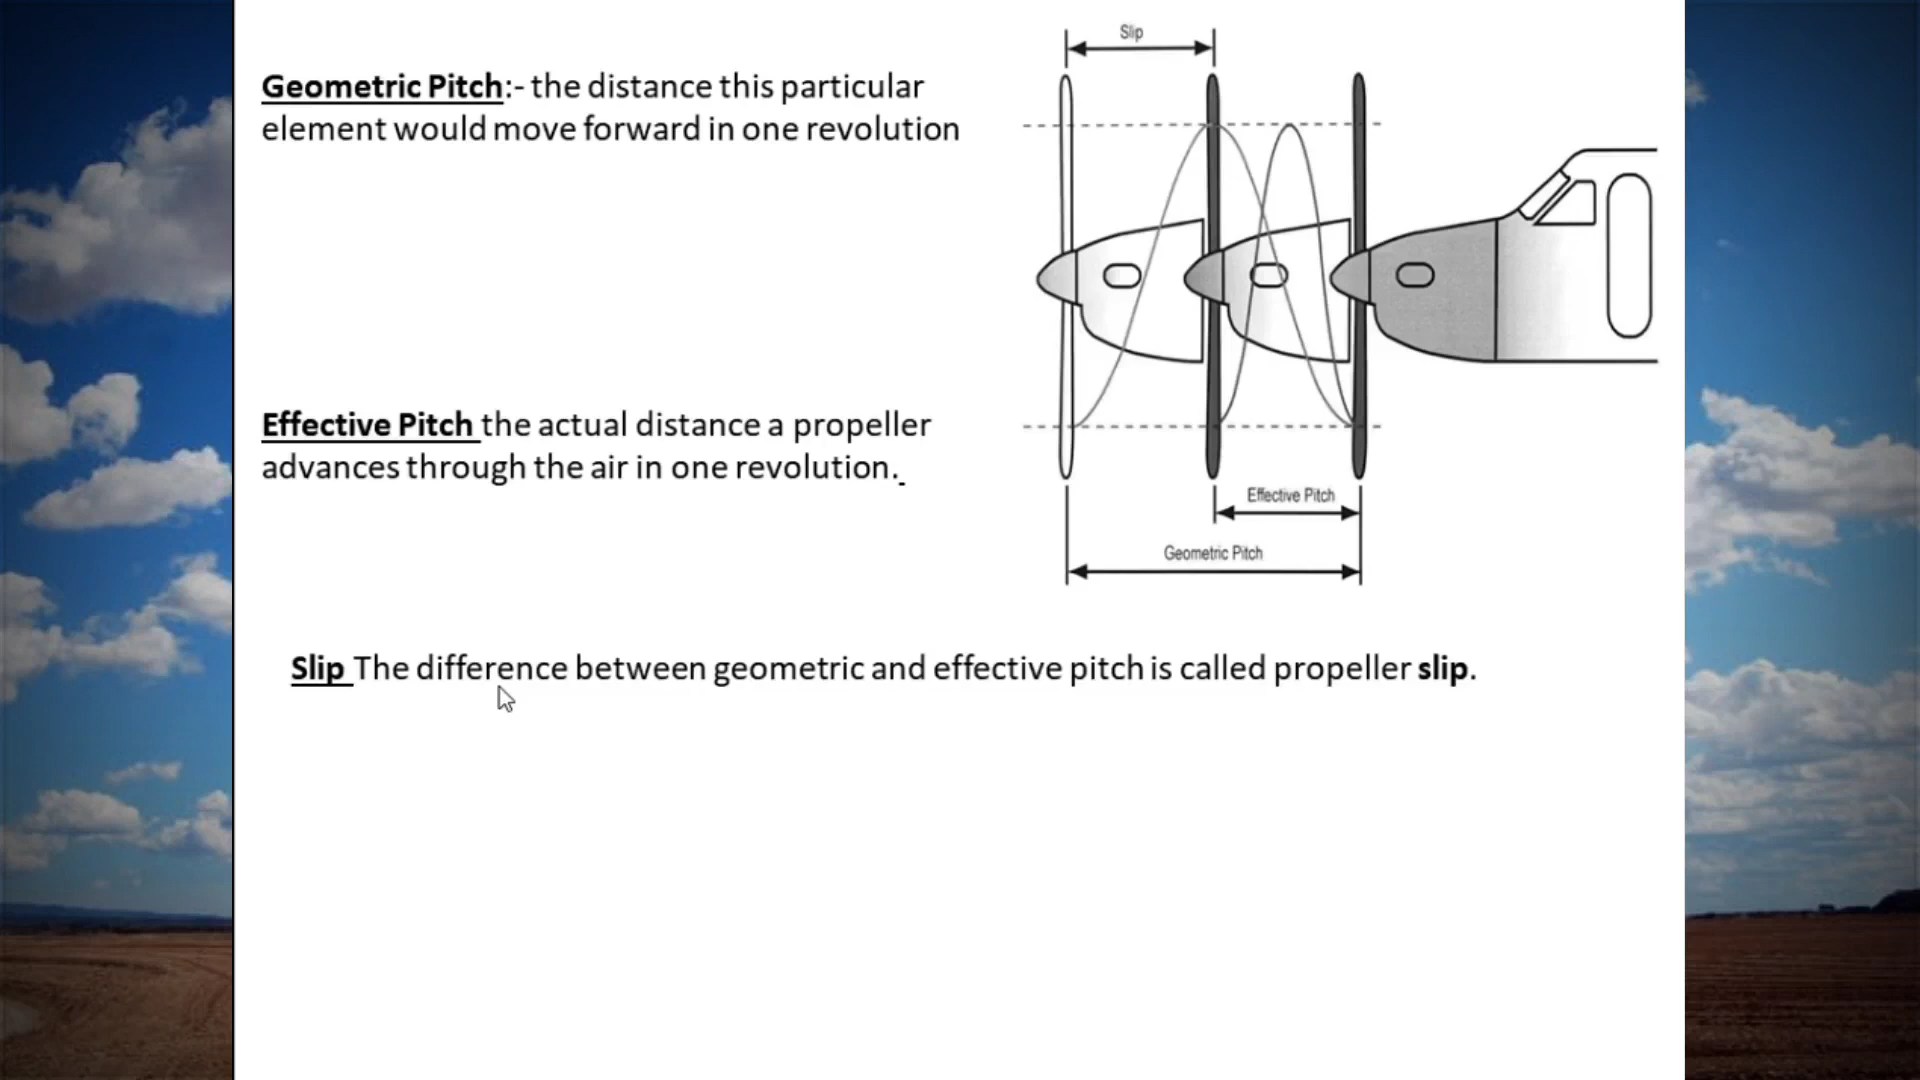 Slip
Geometric Pitch:- the distance this particular
element would move forward in one revolution
Effective Pitch the actual distance a propeller
advances through the air in one revolution.
Effective Pitch
Geometric Pitch
Slip The difference between geometric and effective pitch is called propeller slip.